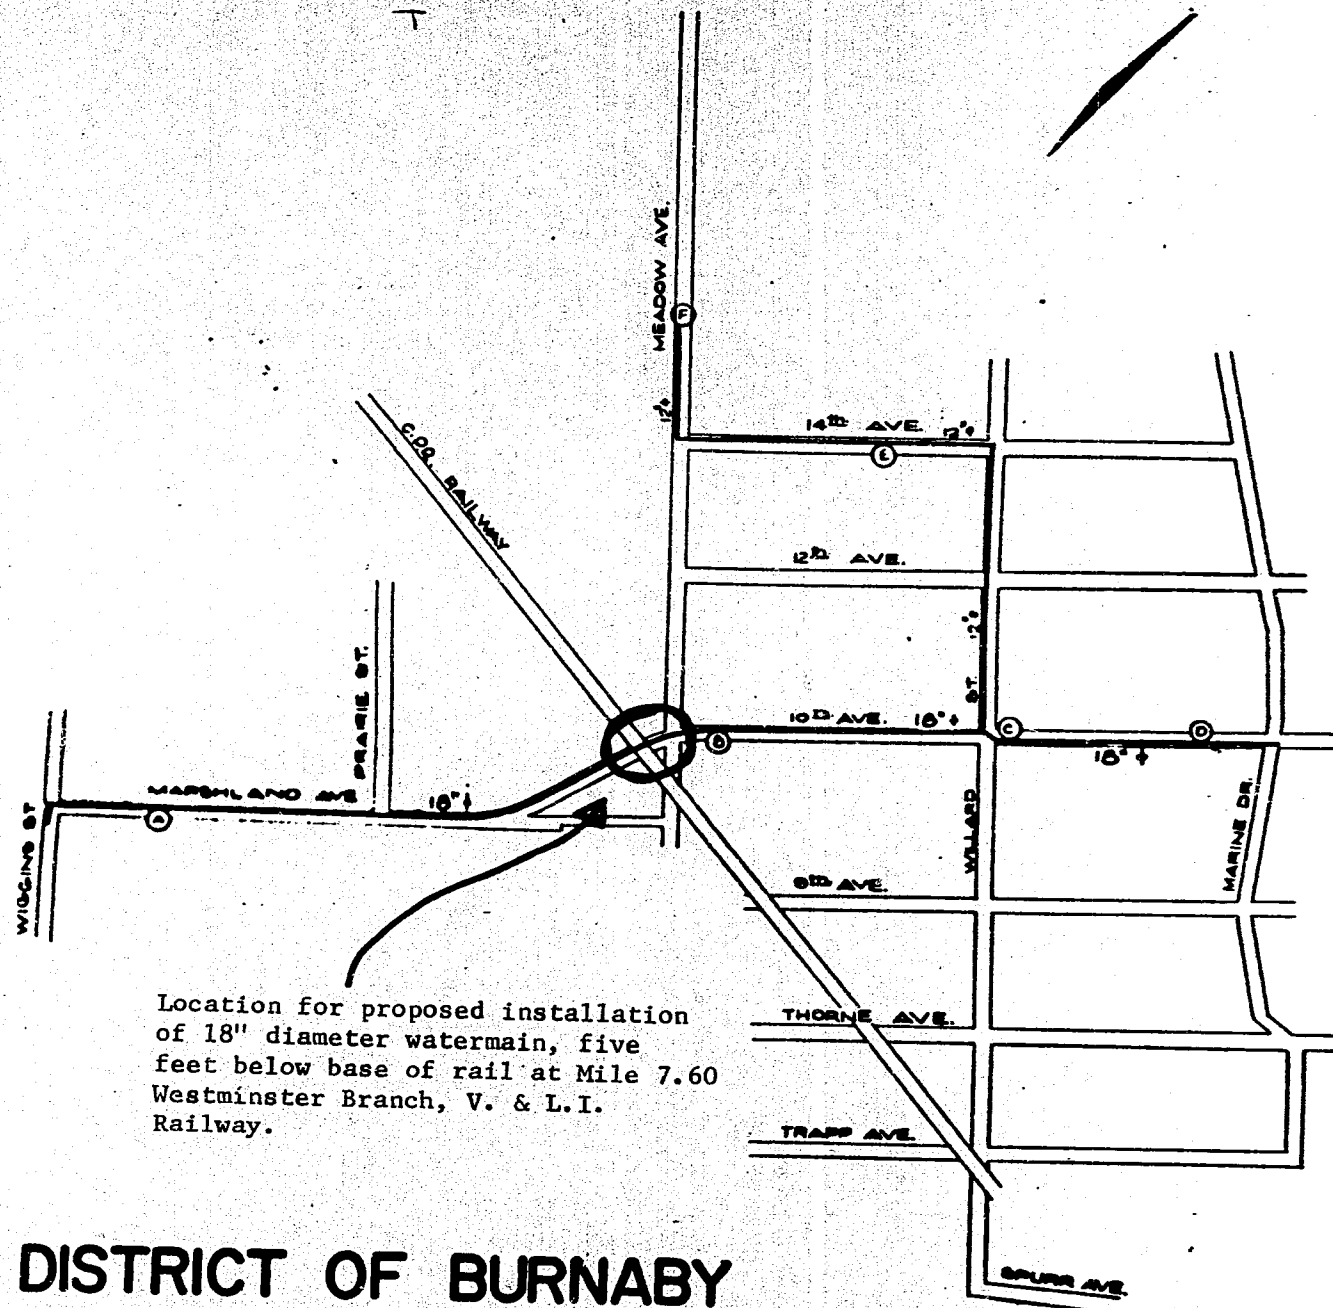 MEADOW AVE.
F
12"φ
14th AVE. 12"φ
E
C.P.R. RAILWAY
12th AVE.
12"φ
PRAIRIE ST.
10th AVE. 18"φ
B
C
D
18"φ
MARSHLAND AVE
18"φ
A
WIGGINS ST
WILLARD ST.
MARINE DR.
8th AVE.
Location for proposed installation
of 18" diameter watermain, five
feet below base of rail at Mile 7.60
Westminster Branch, V. & L.I.
Railway.
THORNE AVE.
TRAPP AVE.
SPURR AVE.
DISTRICT OF BURNABY